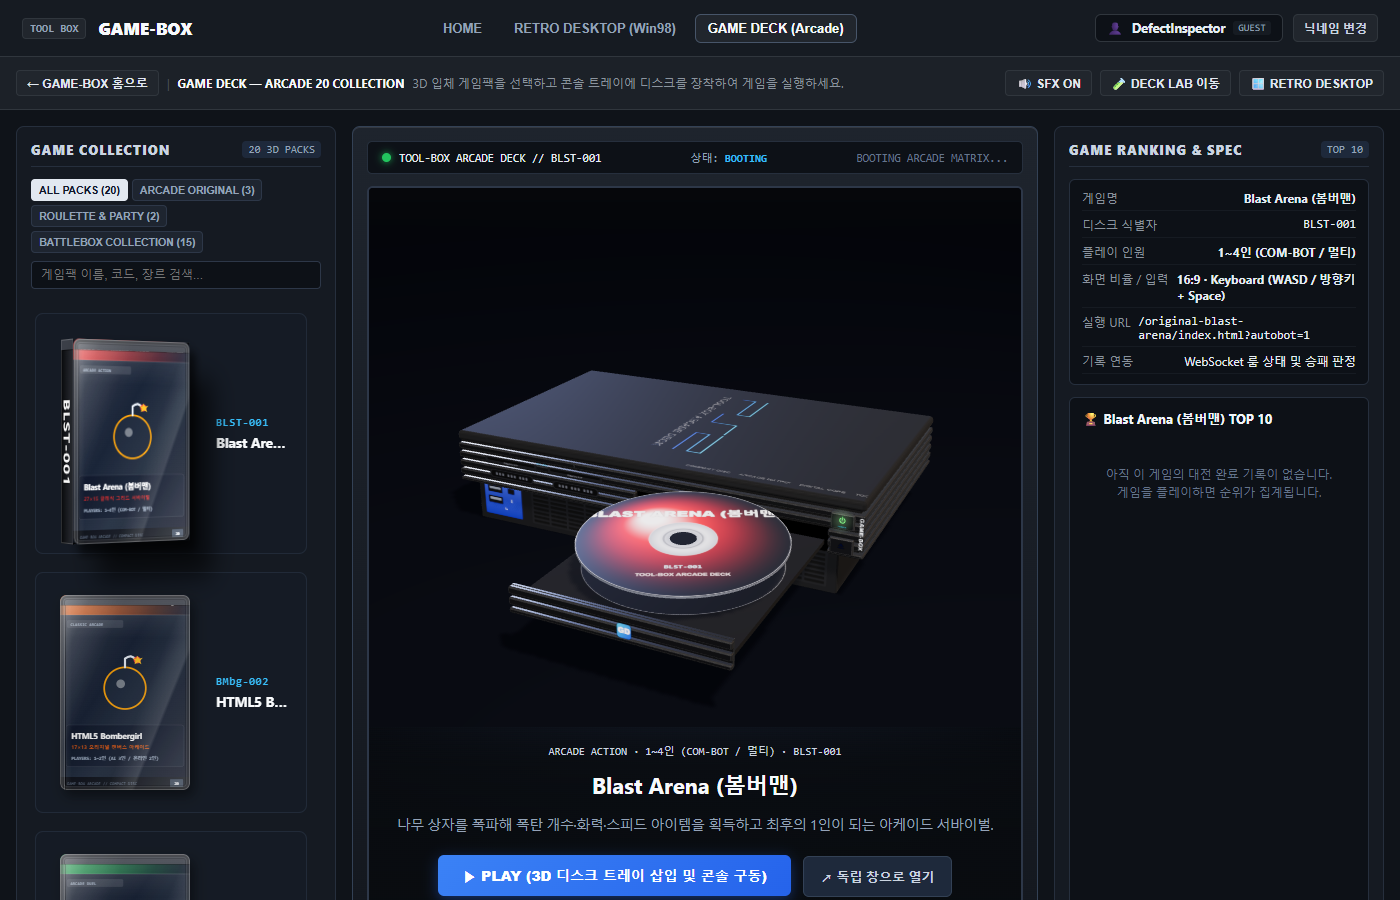 TOOL BOX
GAME-BOX
HOME
RETRO DESKTOP (Win98)
GAME DECK (Arcade)
DefectInspector
GUEST
닉네임 변경
← GAME-BOX 홈으로
| GAME DECK — ARCADE 20 COLLECTION
3D 입체 게임팩을 선택하고 콘솔 트레이에 디스크를 장착하여 게임을 실행하세요.
SFX ON
DECK LAB 이동
RETRO DESKTOP
GAME COLLECTION
20 3D PACKS
ALL PACKS (20)
ARCADE ORIGINAL (3)
ROULETTE & PARTY (2)
BATTLEBOX COLLECTION (15)
게임팩 이름, 코드, 장르 검색...
ARCADE ACTION
BLST-001
Blast Arena (봄버맨)
BLST-001
Blast Are...
CLASSIC ARCADE
HTML5 Bombergirl
BMbg-002
HTML5 B...
ARCADE DUEL
TOOL-BOX ARCADE DECK // BLST-001
상태: BOOTING
BOOTING ARCADE MATRIX...
GAME BOX
BLAST ARENA (봄버맨
BLST-001
TOOL-BOX ARCADE DECK
ARCADE ACTION · 1~4인 (COM-BOT / 멀티) · BLST-001
Blast Arena (봄버맨)
나무 상자를 폭파해 폭탄 개수·화력·스피드 아이템을 획득하고 최후의 1인이 되는 아케이드 서바이벌.
▶ PLAY (3D 디스크 트레이 삽입 및 콘솔 구동)
↗ 독립 창으로 열기
GAME RANKING & SPEC
TOP 10
게임명
Blast Arena (봄버맨)
디스크 식별자
BLST-001
플레이 인원
1~4인 (COM-BOT / 멀티)
화면 비율 / 입력
16:9 · Keyboard (WASD / 방향키
+ Space)
실행 URL
/original-blast-
arena/index.html?autobot=1
기록 연동
WebSocket 룸 상태 및 승패 판정
Blast Arena (봄버맨) TOP 10
아직 이 게임의 대전 완료 기록이 없습니다.
게임을 플레이하면 순위가 집계됩니다.